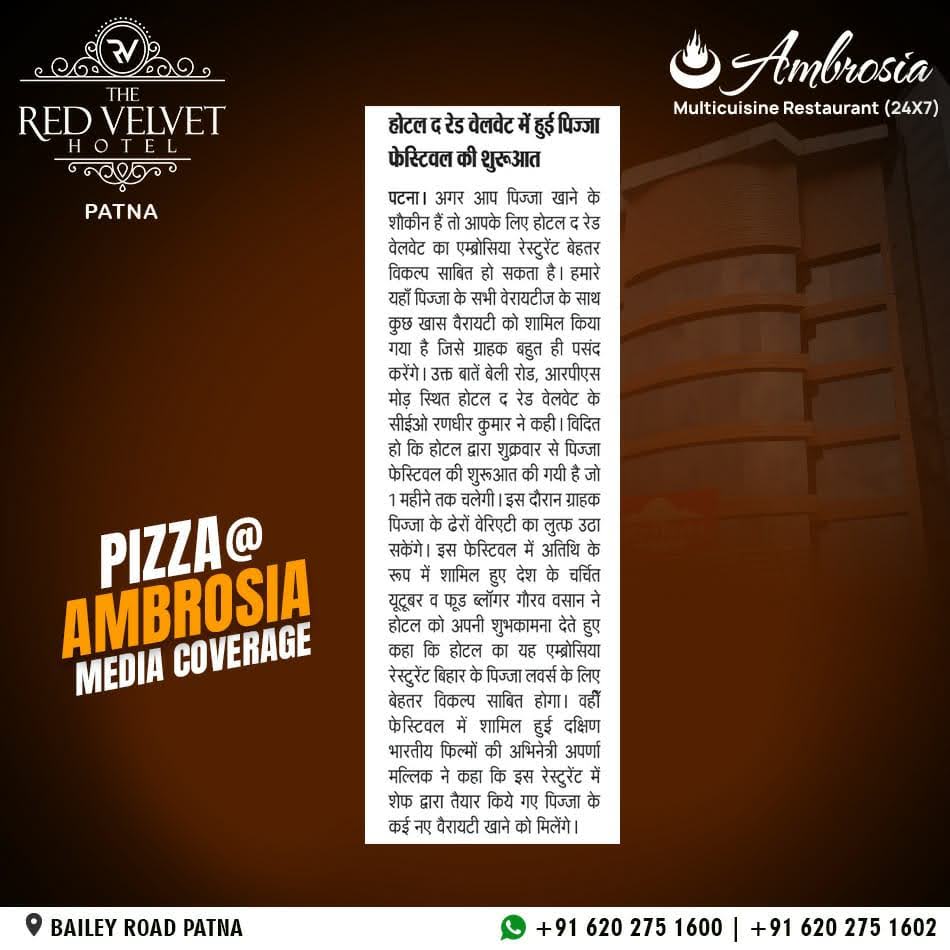 RV
THE
RED VELVET
HOTEL
PATNA
Ambrosia
Multicuisine Restaurant (24X7)
होटल द रेड वेलवेट में हुई पिज्जा
फेस्टिवल की शुरूआत
पटना। अगर आप पिज्जा खाने के
शौकीन हैं तो आपके लिए होटल द रेड
वेलवेट का एम्ब्रोसिया रेस्टुरेंट बेहतर
विकल्प साबित हो सकता है। हमारे
यहाँ पिज्जा के सभी वेरायटीज के साथ
कुछ खास वैरायटी को शामिल किया
गया है जिसे ग्राहक बहुत ही पसंद
करेंगे। उक्त बातें बेली रोड, आरपीएस
मोड़ स्थित होटल द रेड वेलवेट के
सीईओ रणधीर कुमार ने कही। विदित
हो कि होटल द्वारा शुक्रवार से पिज्जा
फेस्टिवल की शुरूआत की गयी है जो
1 महीने तक चलेगी। इस दौरान ग्राहक
पिज्जा के ढेरों वेरिएटी का लुत्फ उठा
सकेंगे। इस फेस्टिवल में अतिथि के
रूप में शामिल हुए देश के चर्चित
यूटूबर व फूड ब्लॉगर गौरव वसान ने
होटल को अपनी शुभकामना देते हुए
कहा कि होटल का यह एम्ब्रोसिया
रेस्टुरेंट बिहार के पिज्जा लवर्स के लिए
बेहतर विकल्प साबित होगा। वहीं
फेस्टिवल में शामिल हुई दक्षिण
भारतीय फिल्मों की अभिनेत्री अपर्णा
मल्लिक ने कहा कि इस रेस्टुरेंट में
शेफ द्वारा तैयार किये गए पिज्जा के
कई नए वैरायटी खाने को मिलेंगे।
PIZZA@
AMBROSIA
MEDIA COVERAGE
BAILEY ROAD PATNA
+91 620 275 1600 | +91 620 275 1602